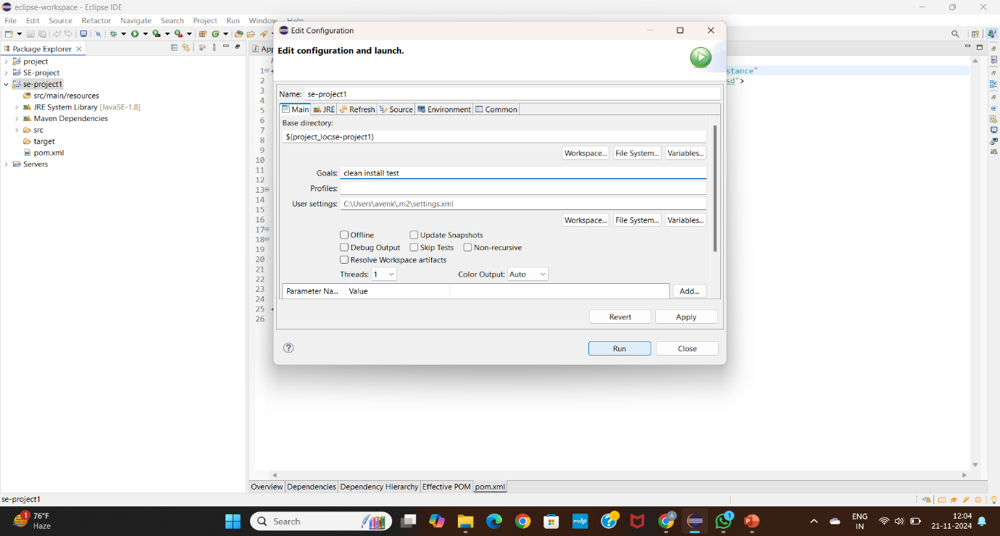 eclipse-workspace - Eclipse IDE
File Edit Source Refactor Navigate Search Project Run Window Help
Package Explorer
project
SE-project
se-project1
src/main/resources
JRE System Library [JavaSE-1.8]
Maven Dependencies
src
target
pom.xml
Servers
App
stance"
sd">
1
2
3
4
5
6
7
8
9
10
11
12
13
14
15
16
17
18
19
20
21
22
23
24
25
26
Edit Configuration
Edit configuration and launch.
Name: se-project1
Main JRE Refresh Source Environment Common
Base directory:
${project_loc:se-project1}
Workspace... File System... Variables...
Goals: clean install test
Profiles:
User settings: C:\Users\avenk\.m2\settings.xml
Workspace... File System... Variables...
Offline Update Snapshots
Debug Output Skip Tests Non-recursive
Resolve Workspace artifacts
Threads: 1 Color Output: Auto
Parameter Na... Value Add...
Revert Apply
Run Close
Overview Dependencies Dependency Hierarchy Effective POM pom.xml
se-project1
1 76°F
Haze
Search
myhp
1
ENG
IN
12:04
21-11-2024